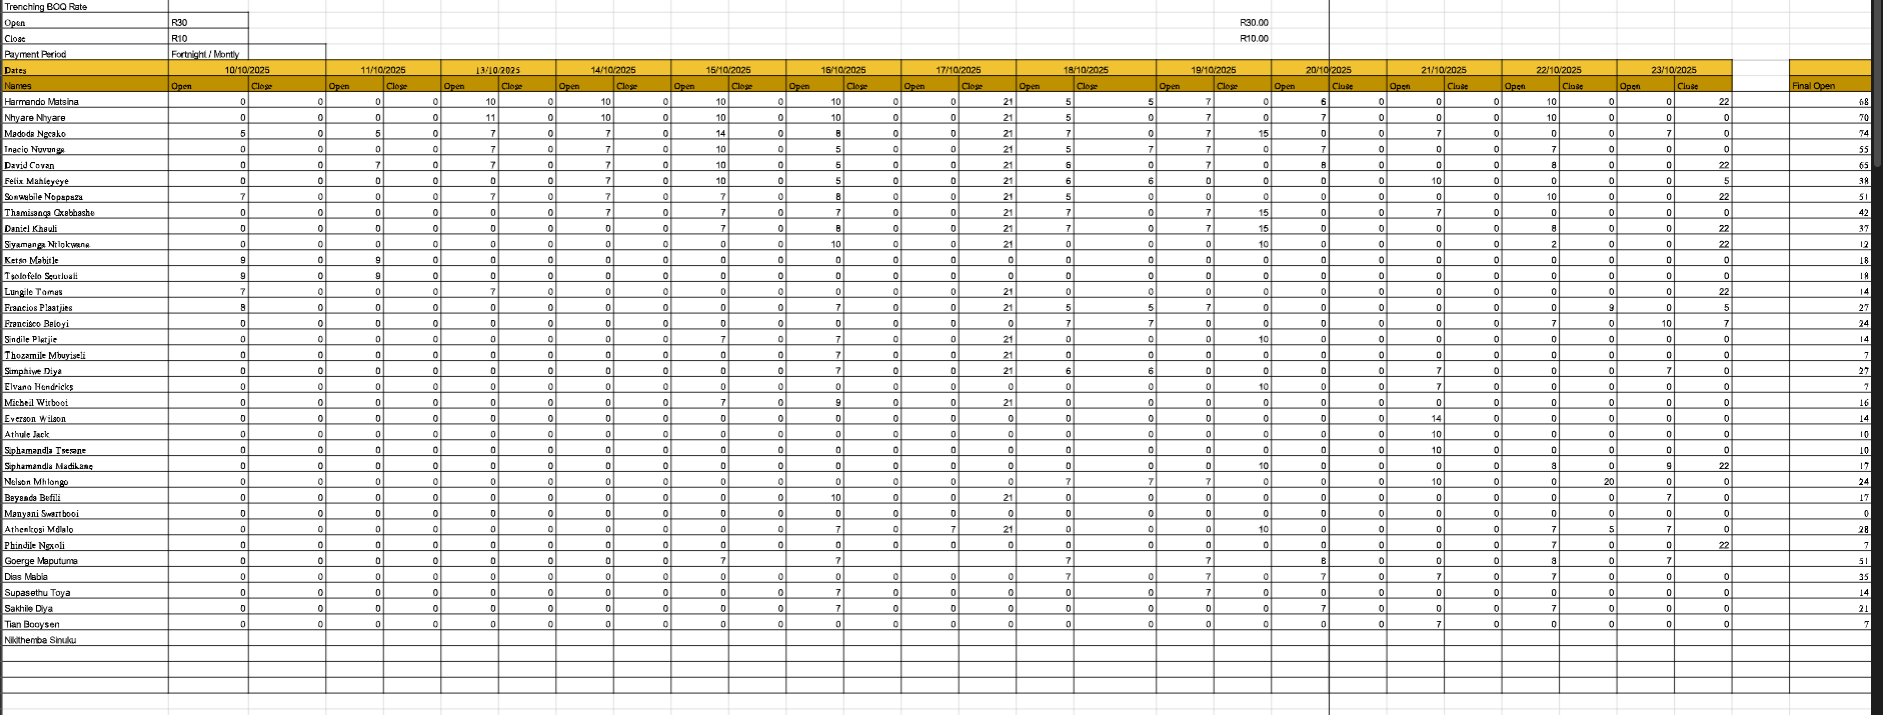 Trenching BOQ Rate
Open R30 R30.00
Close R10 R10.00
Payment Period Fortnight / Montly
Dates 10/10/2025 11/10/2025 13/10/2025 14/10/2025 15/10/2025 16/10/2025 17/10/2025 18/10/2025 19/10/2025 20/10/2025 21/10/2025 22/10/2025 23/10/2025
Names Open Close Open Close Open Close Open Close Open Close Open Close Open Close Open Close Open Close Open Close Open Close Open Close Open Close Final Open
Harmando Matsina 0 0 0 0 10 0 10 0 10 0 10 0 0 21 5 5 7 0 6 0 0 0 10 0 0 22 68
Nhyare Nhyare 0 0 0 0 11 0 10 0 10 0 10 0 0 21 5 0 7 0 7 0 0 0 10 0 0 0 70
Madoda Ngcako 5 0 5 0 7 0 7 0 14 0 8 0 0 21 7 0 7 15 0 0 7 0 0 0 7 0 74
Inacio Nuvunga 0 0 0 0 7 0 7 0 10 0 5 0 0 21 5 7 7 0 7 0 0 0 7 0 0 0 55
David Covan 0 0 7 0 7 0 7 0 10 0 5 0 0 21 6 0 7 0 8 0 0 0 8 0 0 22 65
Felix Mahleyeye 0 0 0 0 0 0 7 0 10 0 5 0 0 21 6 6 0 0 0 0 10 0 0 0 0 5 38
Sonwabile Nopapaza 7 0 0 0 7 0 7 0 7 0 8 0 0 21 5 0 0 0 0 0 0 0 10 0 0 22 51
Thamisanqa Gxabhashe 0 0 0 0 0 0 7 0 7 0 7 0 0 21 7 0 7 15 0 0 7 0 0 0 0 0 42
Daniel Khauli 0 0 0 0 0 0 0 0 7 0 8 0 0 21 7 0 7 15 0 0 0 0 8 0 0 22 37
Siyamanga Ntlokwana 0 0 0 0 0 0 0 0 0 0 10 0 0 21 0 0 0 10 0 0 0 0 2 0 0 22 12
Ketso Mabitle 9 0 9 0 0 0 0 0 0 0 0 0 0 0 0 0 0 0 0 0 0 0 0 0 0 0 18
Tsolofelo Sentuali 9 0 9 0 0 0 0 0 0 0 0 0 0 0 0 0 0 0 0 0 0 0 0 0 0 0 18
Lungile Tomas 7 0 0 0 7 0 0 0 0 0 0 0 0 21 0 0 0 0 0 0 0 0 0 0 0 22 14
Francios Plaatjies 8 0 0 0 0 0 0 0 0 0 7 0 0 21 5 5 7 0 0 0 0 0 0 9 0 5 27
Francisco Baloyi 0 0 0 0 0 0 0 0 0 0 0 0 0 0 7 7 0 0 0 0 0 0 7 0 10 7 24
Sindile Platjie 0 0 0 0 0 0 0 0 7 0 7 0 0 21 0 0 0 10 0 0 0 0 0 0 0 0 14
Thozamile Mbuyiseli 0 0 0 0 0 0 0 0 0 0 7 0 0 21 0 0 0 0 0 0 0 0 0 0 0 0 7
Simphiwe Diya 0 0 0 0 0 0 0 0 0 0 7 0 0 21 6 6 0 0 0 0 7 0 0 0 7 0 27
Elvano Hendricks 0 0 0 0 0 0 0 0 0 0 0 0 0 0 0 0 0 10 0 0 7 0 0 0 0 0 7
Micheil Witbooi 0 0 0 0 0 0 0 0 7 0 9 0 0 21 0 0 0 0 0 0 0 0 0 0 0 0 16
Everson Wilson 0 0 0 0 0 0 0 0 0 0 0 0 0 0 0 0 0 0 0 0 14 0 0 0 0 0 14
Athule Jack 0 0 0 0 0 0 0 0 0 0 0 0 0 0 0 0 0 0 0 0 10 0 0 0 0 0 10
Siphamandla Tsesane 0 0 0 0 0 0 0 0 0 0 0 0 0 0 0 0 0 0 0 0 10 0 0 0 0 0 10
Siphamandla Madikane 0 0 0 0 0 0 0 0 0 0 0 0 0 0 0 0 0 10 0 0 0 0 8 0 9 22 17
Nelson Mhlongo 0 0 0 0 0 0 0 0 0 0 0 0 0 0 7 7 7 0 0 0 10 0 0 20 0 0 24
Bayanda Befili 0 0 0 0 0 0 0 0 0 0 10 0 0 21 0 0 0 0 0 0 0 0 0 0 7 0 17
Manyani Swartbooi 0 0 0 0 0 0 0 0 0 0 0 0 0 0 0 0 0 0 0 0 0 0 0 0 0 0 0
Athenkosi Mdlalo 0 0 0 0 0 0 0 0 0 0 7 0 7 21 0 0 0 10 0 0 0 0 7 5 7 0 28
Phindile Ngxoli 0 0 0 0 0 0 0 0 0 0 0 0 0 0 0 0 0 0 0 0 0 0 7 0 0 22 7
Goerge Maputuma 0 0 0 0 0 0 0 0 7 7 7 7 8 0 0 0 8 0 7 51
Dias Mabia 0 0 0 0 0 0 0 0 0 0 0 0 0 0 7 0 7 0 7 0 7 0 7 0 0 0 35
Supasethu Toya 0 0 0 0 0 0 0 0 0 0 7 0 0 0 0 0 7 0 0 0 0 0 0 0 0 0 14
Sakhile Diya 0 0 0 0 0 0 0 0 0 0 7 0 0 0 0 0 0 0 7 0 0 0 7 0 0 0 21
Tian Booysen 0 0 0 0 0 0 0 0 0 0 0 0 0 0 0 0 0 0 0 0 7 0 0 0 0 0 7
Nikithemba Sinuku